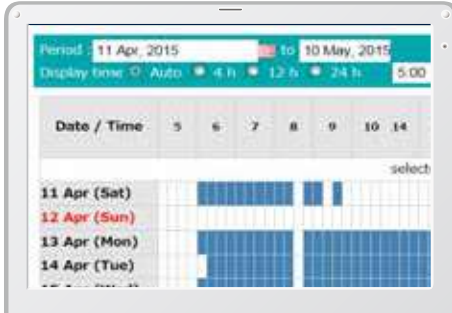 Period : 11 Apr, 2015 to 10 May, 2015
Display time Auto 4 h 12 h 24 h 5:00
Date / Time 5 6 7 8 9 10 14
select
11 Apr (Sat)
12 Apr (Sun)
13 Apr (Mon)
14 Apr (Tue)